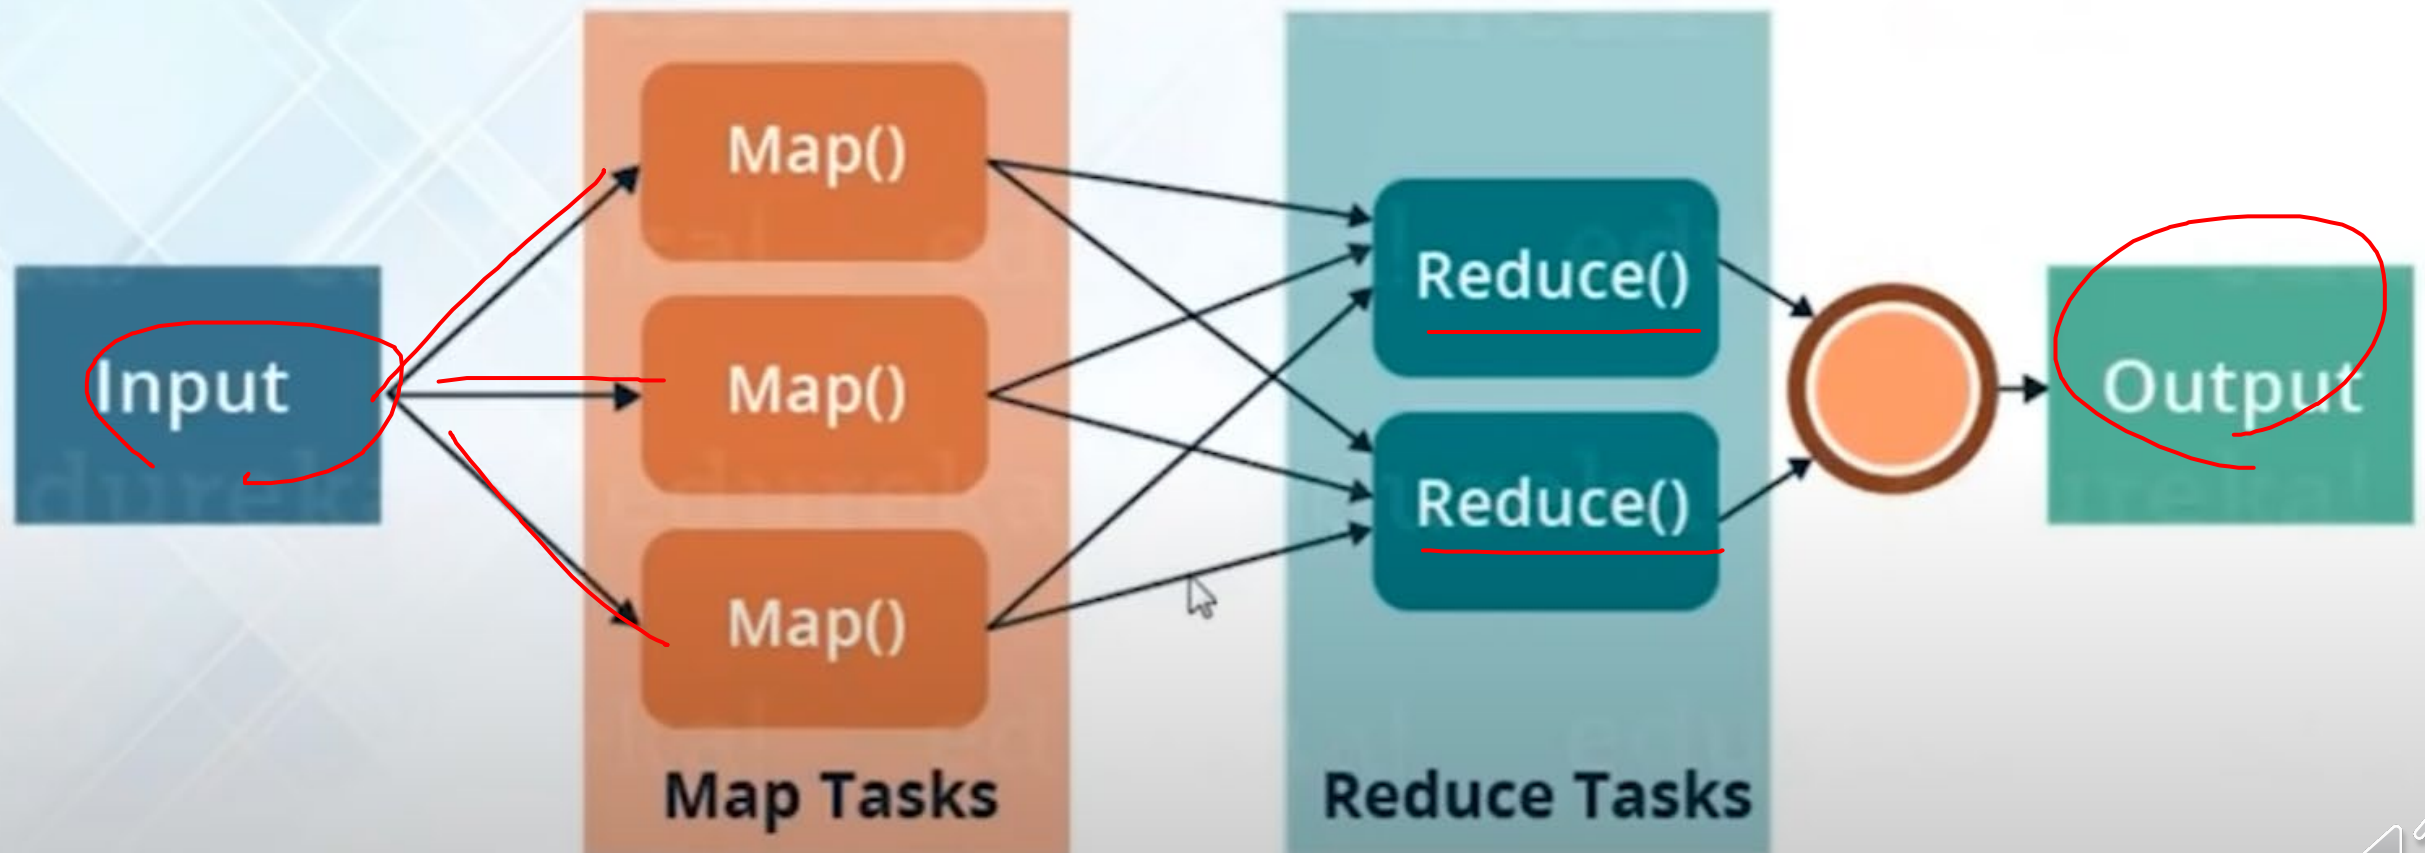 Input
Map()
Map()
Map()
Map Tasks
Reduce()
Reduce()
Reduce Tasks
Output